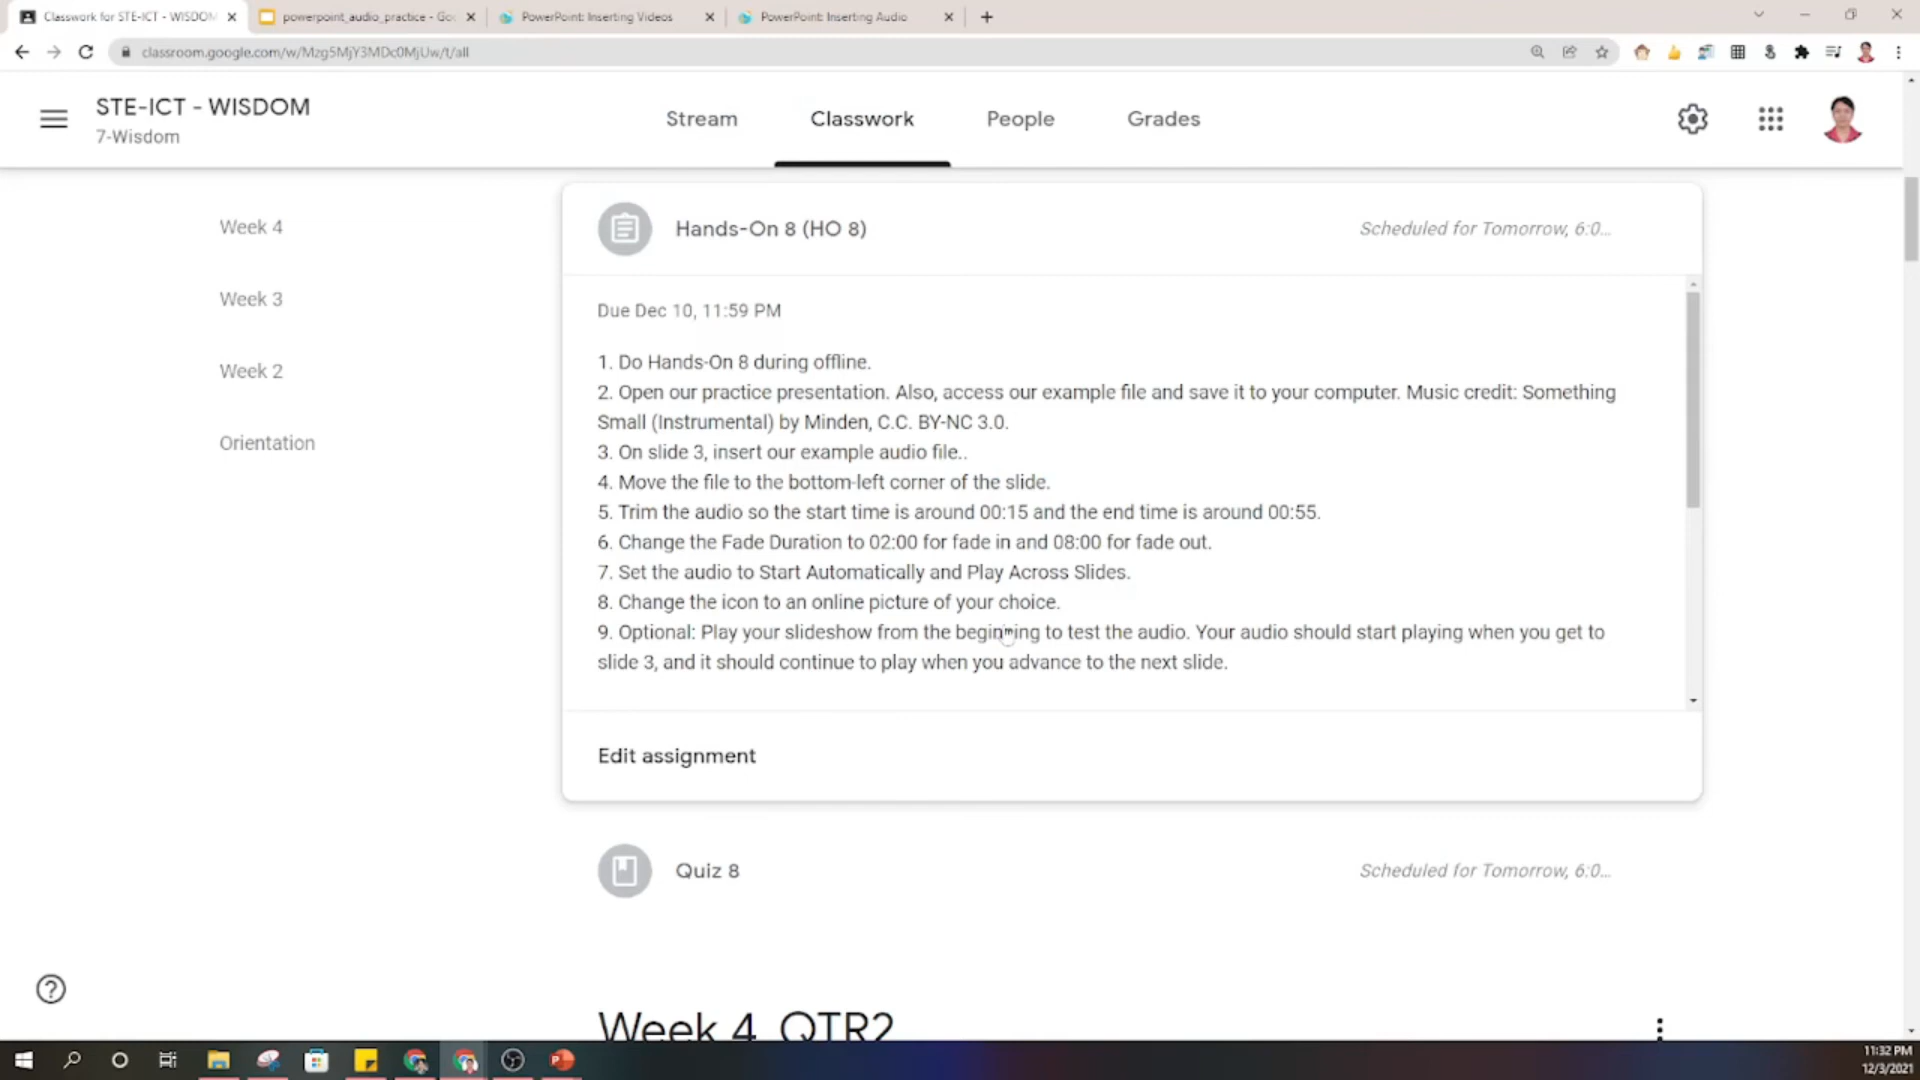 Classwork for STE-ICT - WISDOM
powerpoint_audio_practice - Goo
PowerPoint: Inserting Videos
PowerPoint: Inserting Audio
classroom.google.com/w/Mzg5MjY3MDc0MjUw/t/all
STE-ICT - WISDOM
7-Wisdom
Stream
Classwork
People
Grades
Week 4
Week 3
Week 2
Orientation
Hands-On 8 (HO 8)
Scheduled for Tomorrow, 6:0...
Due Dec 10, 11:59 PM
1. Do Hands-On 8 during offline.
2. Open our practice presentation. Also, access our example file and save it to your computer. Music credit: Something
Small (Instrumental) by Minden, C.C. BY-NC 3.0.
3. On slide 3, insert our example audio file..
4. Move the file to the bottom-left corner of the slide.
5. Trim the audio so the start time is around 00:15 and the end time is around 00:55.
6. Change the Fade Duration to 02:00 for fade in and 08:00 for fade out.
7. Set the audio to Start Automatically and Play Across Slides.
8. Change the icon to an online picture of your choice.
9. Optional: Play your slideshow from the beginning to test the audio. Your audio should start playing when you get to
slide 3, and it should continue to play when you advance to the next slide.
Edit assignment
Quiz 8
Scheduled for Tomorrow, 6:0...
Week 4 QTR2
11:32 PM
12/3/2021